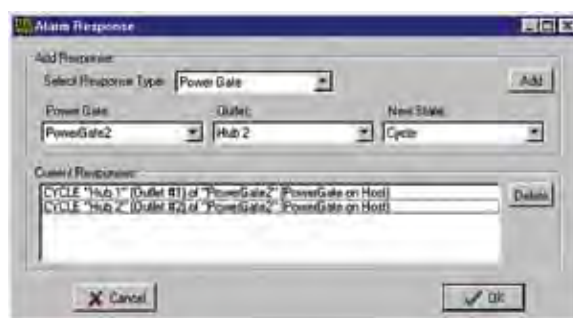 Alarm Response
Add Response:
Select Response Type: Power Gate
Add
Power Gate: Outlet: New State:
PowerGate2 Hub 2 Cycle
Current Responses:
CYCLE "Hub 1" (Outlet #1) of "PowerGate2" (PowerGate on Host)
CYCLE "Hub 2" (Outlet #2) of "PowerGate2" (PowerGate on Host)
Delete
Cancel OK